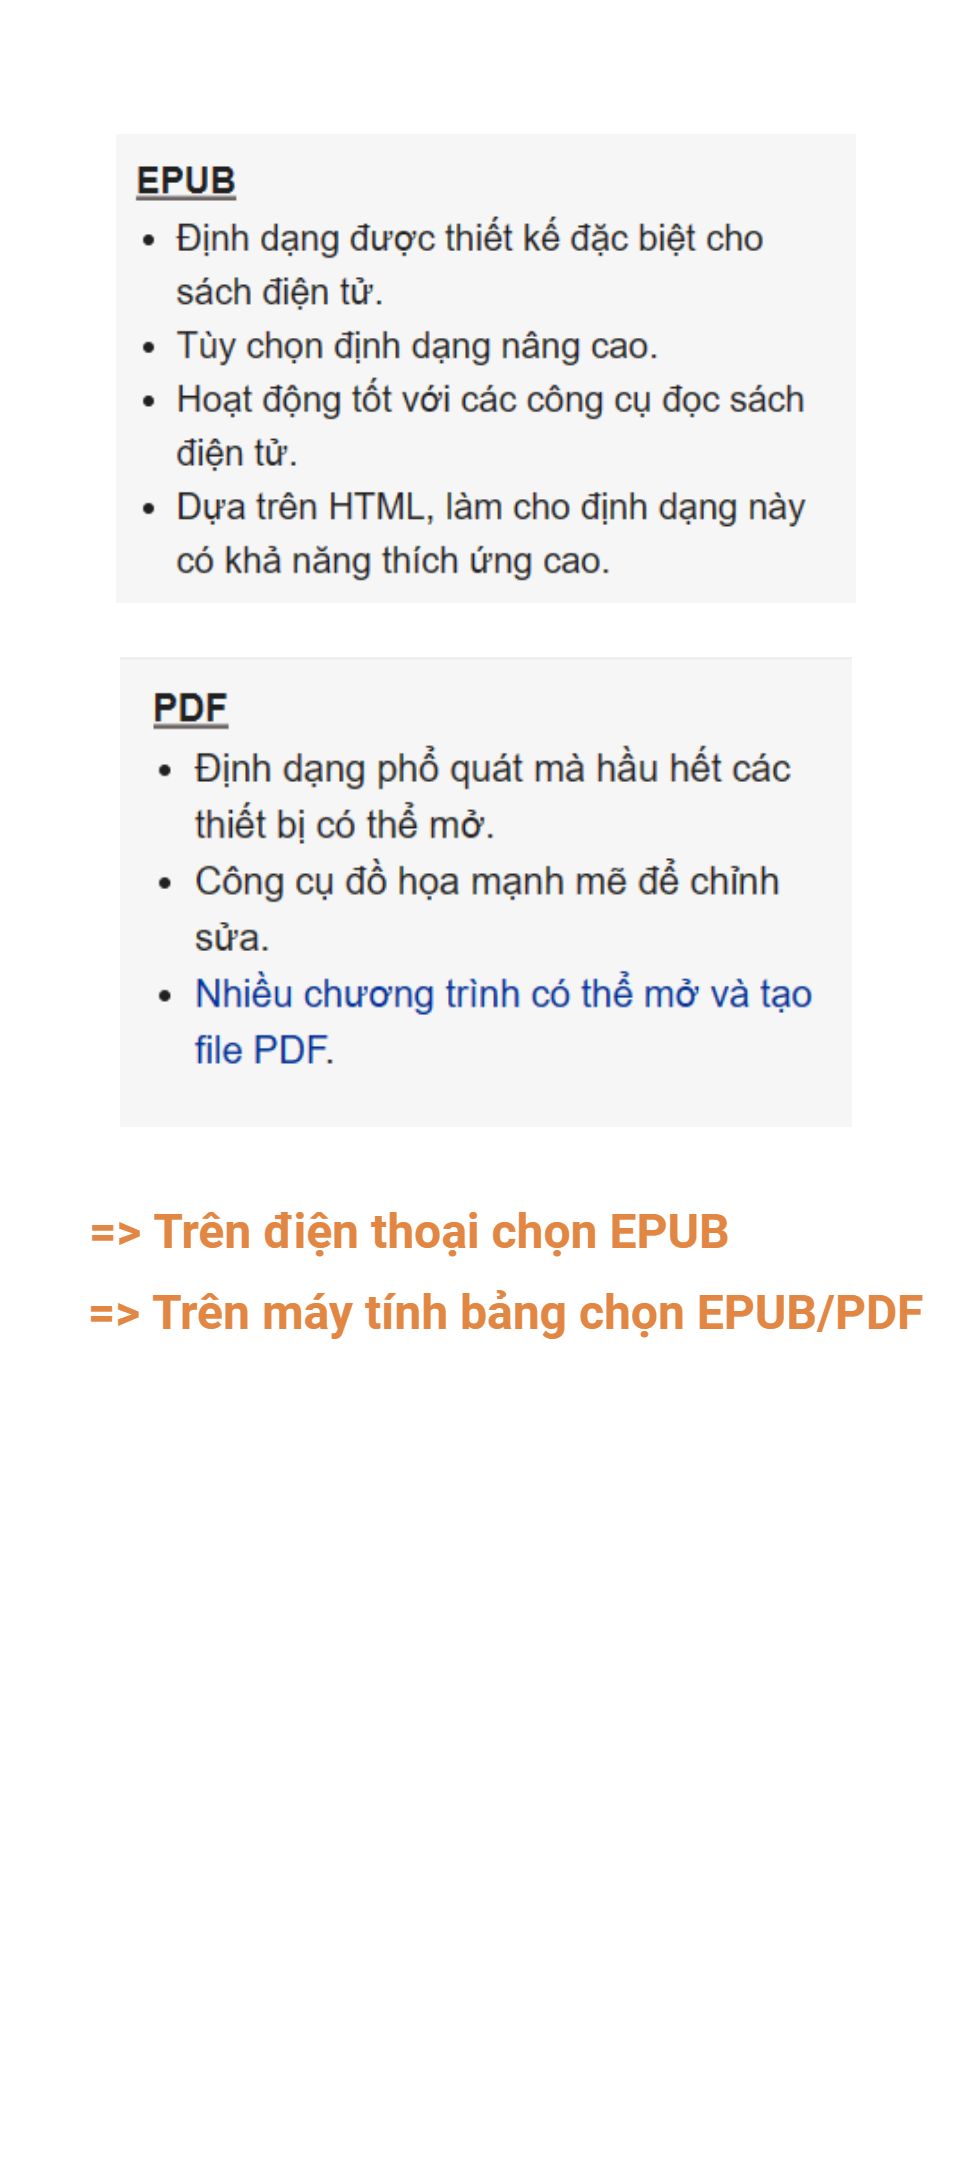 EPUB
• Định dạng được thiết kế đặc biệt cho
sách điện tử.
• Tùy chọn định dạng nâng cao.
• Hoạt động tốt với các công cụ đọc sách
điện tử.
• Dựa trên HTML, làm cho định dạng này
có khả năng thích ứng cao.
PDF
• Định dạng phổ quát mà hầu hết các
thiết bị có thể mở.
• Công cụ đồ họa mạnh mẽ để chỉnh
sửa.
• Nhiều chương trình có thể mở và tạo
file PDF.
=> Trên điện thoại chọn EPUB
=> Trên máy tính bảng chọn EPUB/PDF